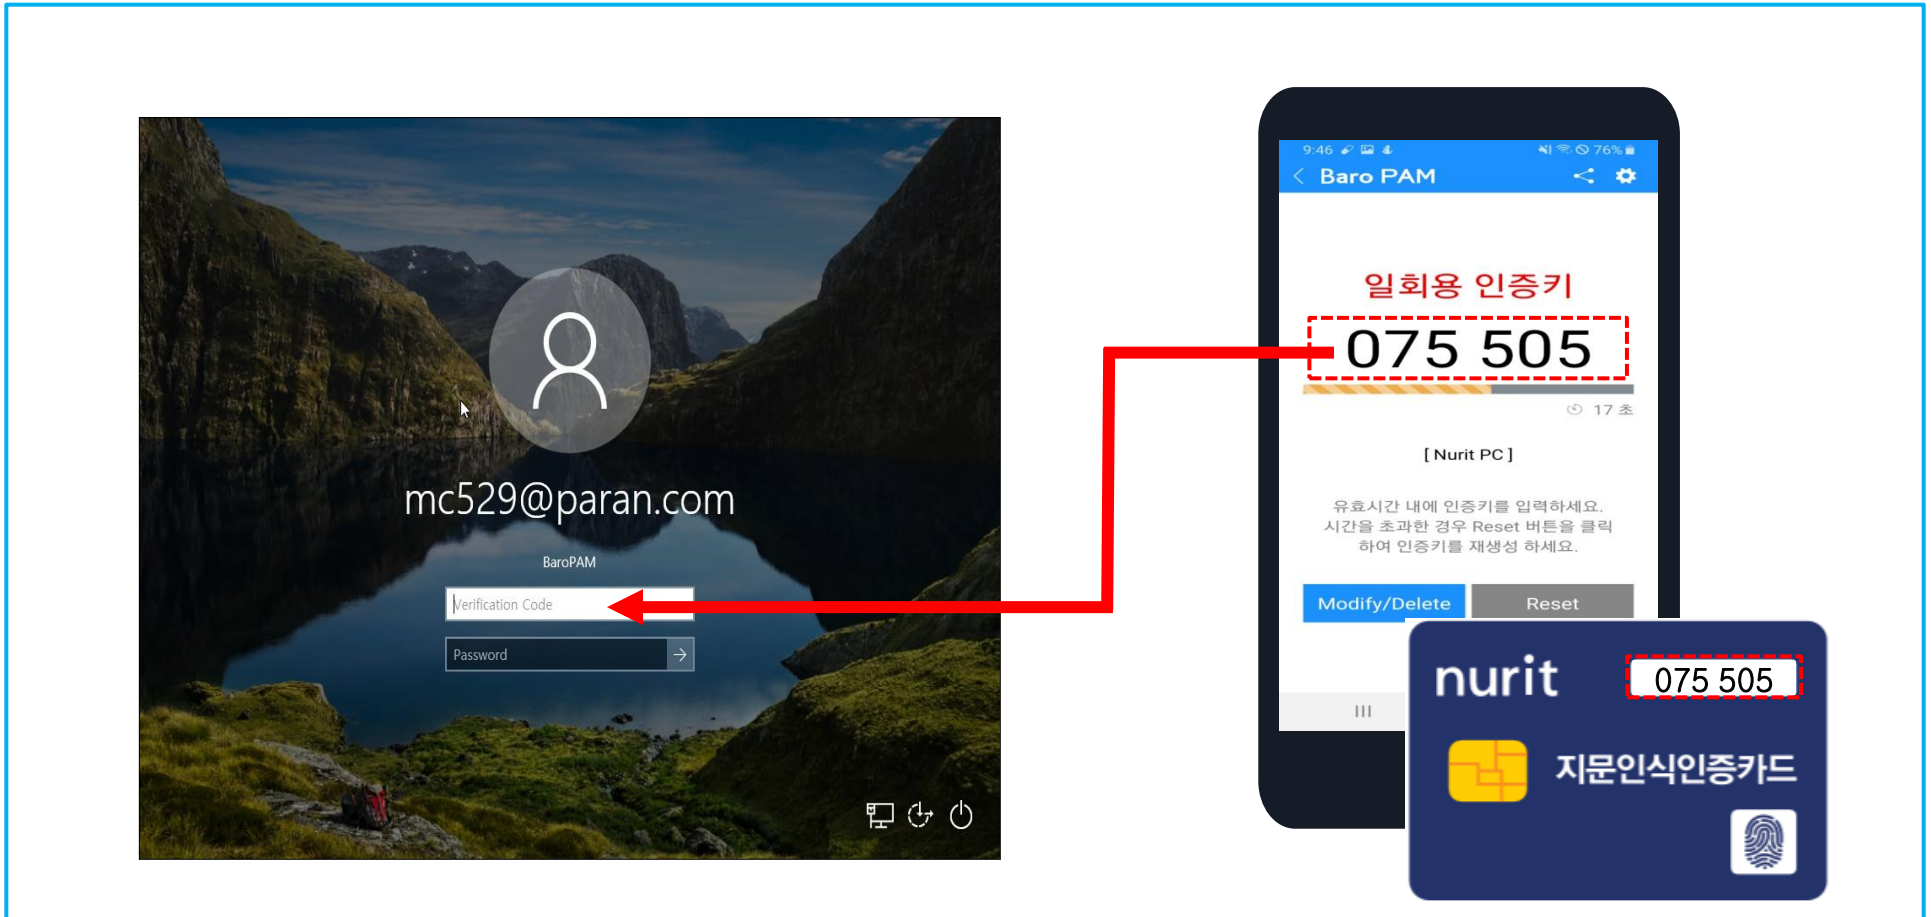 mc529@paran.com
BaroPAM
Verification Code
Password
9:46
76%
Baro PAM
일회용 인증키
075 505
17 초
[ Nurit PC ]
유효시간 내에 인증키를 입력하세요.
시간을 초과한 경우 Reset 버튼을 클릭
하여 인증키를 재생성 하세요.
Modify/Delete
Reset
nurit
075 505
지문인식인증카드